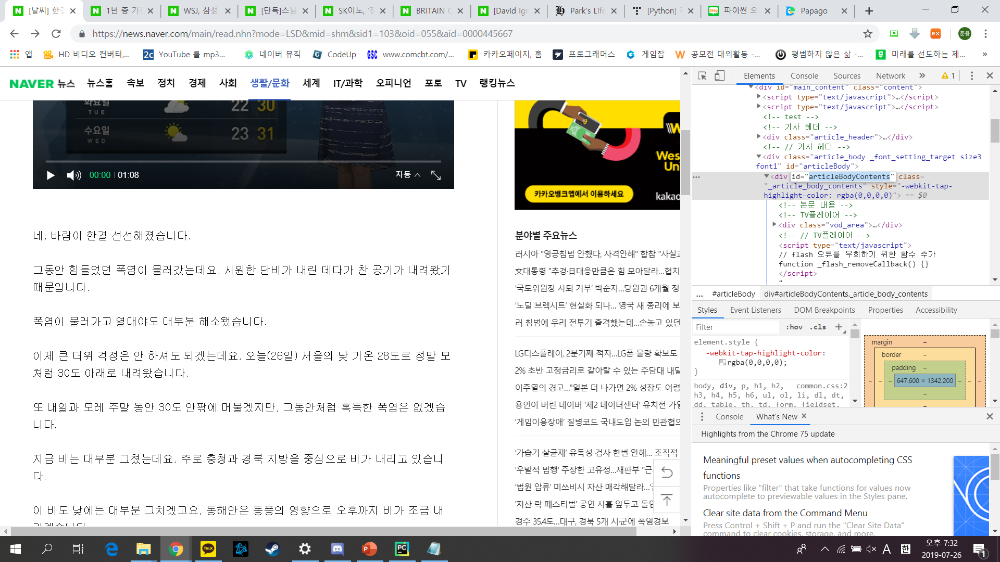 [날씨] 한결
1년 중 가
WSJ, 삼성
[단독]스님
SK이노, '정
BRITAIN
[David Ign
Park's Life
[Python]
파이썬 오
Papago
https://news.naver.com/main/read.nhn?mode=LSD&mid=shm&sid1=103&oid=055&aid=0000445667
EX
준용
앱
HD 비디오 컨버터,...
YouTube 를 mp3...
네이버 뮤직
CodeUp
GSC www.comcbt.com/...
카카오페이지, 홈
프로그래머스
게임잡
공모전 대외활동 -...
평범하지 않은 삶 -...
미래를 선도하는 제...
»
NAVER 뉴스 뉴스홈 속보 정치 경제 사회 생활/문화 세계 IT/과학 오피니언 포토 TV 랭킹뉴스
화요일 22 30
TUE
수요일 23 31
WED
00:00 01:08 자동
네, 바람이 한결 선선해졌습니다.
그동안 힘들었던 폭염이 물러갔는데요, 시원한 단비가 내린 데다가 찬 공기가 내려왔기
때문입니다.
폭염이 물러가고 열대야도 대부분 해소됐습니다.
이제 큰 더위 걱정은 안 하셔도 되겠는데요, 오늘(26일) 서울의 낮 기온 28도로 정말 모
처럼 30도 아래로 내려왔습니다.
또 내일과 모레 주말 동안 30도 안팎에 머물겠지만, 그동안처럼 혹독한 폭염은 없겠습
니다.
지금 비는 대부분 그쳤는데요, 주로 충청과 경북 지방을 중심으로 비가 내리고 있습니
다.
이 비도 낮에는 대부분 그치겠고요, 동해안은 동풍의 영향으로 오후까지 비가 조금 내
Wes
Uni
카카오뱅크앱에서 이용하세요
kakao
분야별 주요뉴스
러시아 "영공침범 안했다, 사격안해" 합참 "사실
文대통령 "추경·日대응만큼은 힘 모아달라...협치
'국토위원장 사퇴 거부' 박순자...당원권 6개월 정
'노딜 브렉시트' 현실화 되나... 영국 새 총리에 보
러 침범에 우리 전투기 출격했는데...손놓고 있던
LG디스플레이, 2분기째 적자...LG폰 물량 확보도
2% 초반 고정금리로 갈아탈 수 있는 주담대 내달
이주열의 경고..."일본 더 나가면 2% 성장도 어렵
용인이 버린 네이버 '제2 데이터센터' 유치전 가열
'게임이용장애' 질병코드 국내도입 논의 민관협의
'가습기 살균제' 유독성 검사 한번 안해... 조직적
'우발적 범행' 주장한 고유정...재판부 "
'법원 압류' 미쓰비시 자산 매각해달라...'
'지산 락 페스티벌' 공연 사흘 앞두고 돌
경주 35.4도...대구, 경북 5개 시·군에 폭염경보
Elements Console Sources Network » 1
<div id="main_content" class="content">
<script type="text/javascript">…</script>
<script type="text/javascript">…</script>
<!-- test -->
<!-- 기사 헤더 -->
<div class="article_header">…</div>
<!-- // 기사 헤더 -->
<div class="article_body _font_setting_target size3
font1" id="articleBody">
<div id="articleBodyContents" class=
"_article_body_contents" style="-webkit-tap-
highlight-color: rgba(0,0,0,0)"> == $0
<!-- 본문 내용 -->
<!-- TV플레이어 -->
<div class="vod_area">…</div>
<!-- // TV플레이어 -->
<script type="text/javascript">
// flash 오류를 우회하기 위한 함수 추가
function _flash_removeCallback() {}
</script>
"
... #articleBody div#articleBodyContents._article_body_contents
Styles Event Listeners DOM Breakpoints Properties Accessibility
Filter :hov .cls +
element.style {
-webkit-tap-highlight-color:
rgba(0,0,0,0);
}
body, div, p, h1, h2, common.css:2
h3, h4, h5, h6, ul, ol, li, dl, dt,
dd, table, th, td, form, fieldset,
margin –
border –
padding –
– – – 647.600 × 1342.200 – – –
–
Console What's New
Highlights from the Chrome 75 update
Meaningful preset values when autocompleting CSS
functions
Properties like "filter" that take functions for values now
autocomplete to previewable values in the Styles pane.
Clear site data from the Command Menu
Press Control + Shift + P and run the "Clear Site Data"
command to clear cookies, storage, and more.
TALK
PC
A 한
오후 7:32
2019-07-26
1